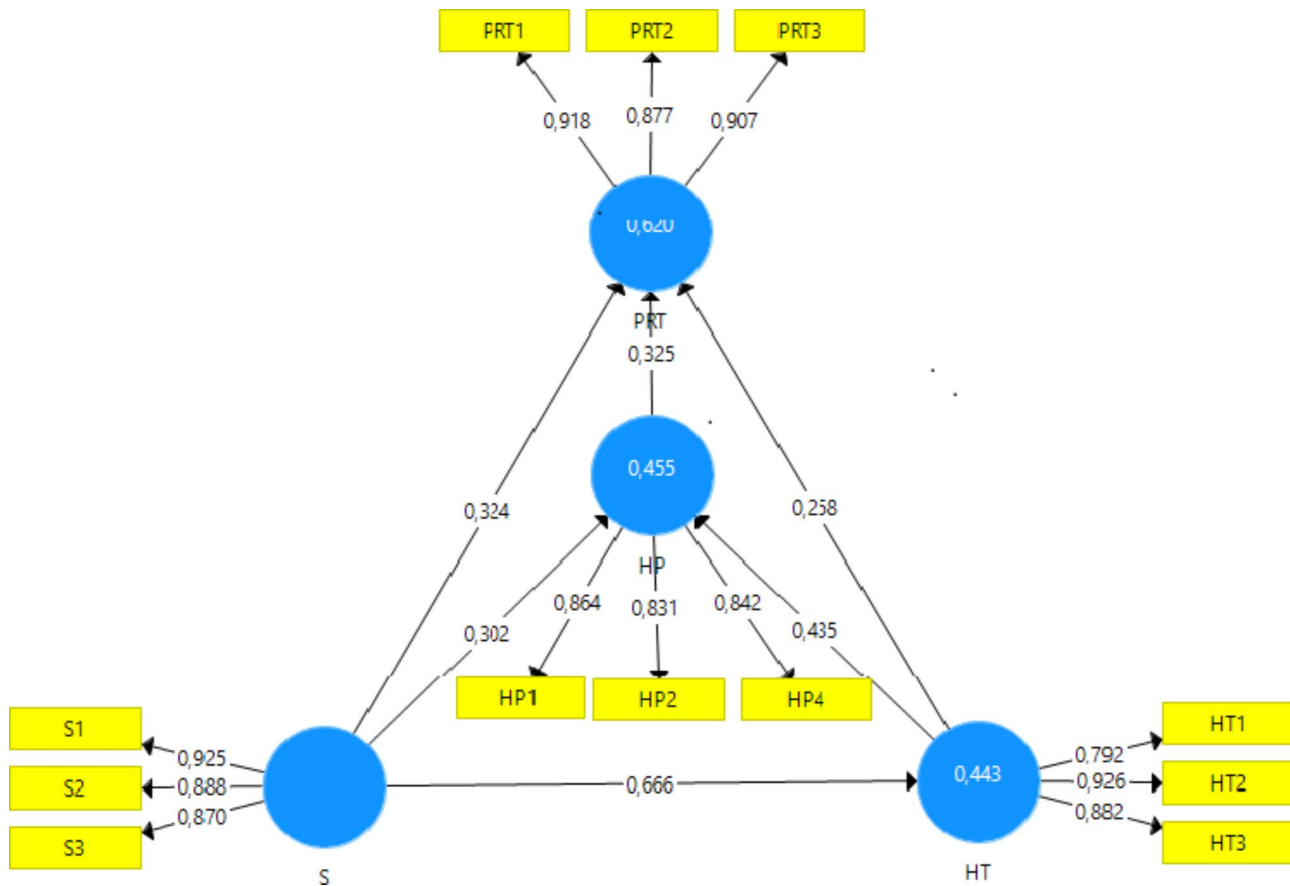 PRT1 PRT2 PRT3
0,918 0,877 0,907
0,620
PRT
0,325
0,455
0,324 0,258
HP
0,864 0,831 0,842
0,302 0,435
HP1 HP2 HP4
S1
S2
S3
0,925
0,888
0,870
0,666
0,443
0,792
0,926
0,882
HT1
HT2
HT3
S
HT